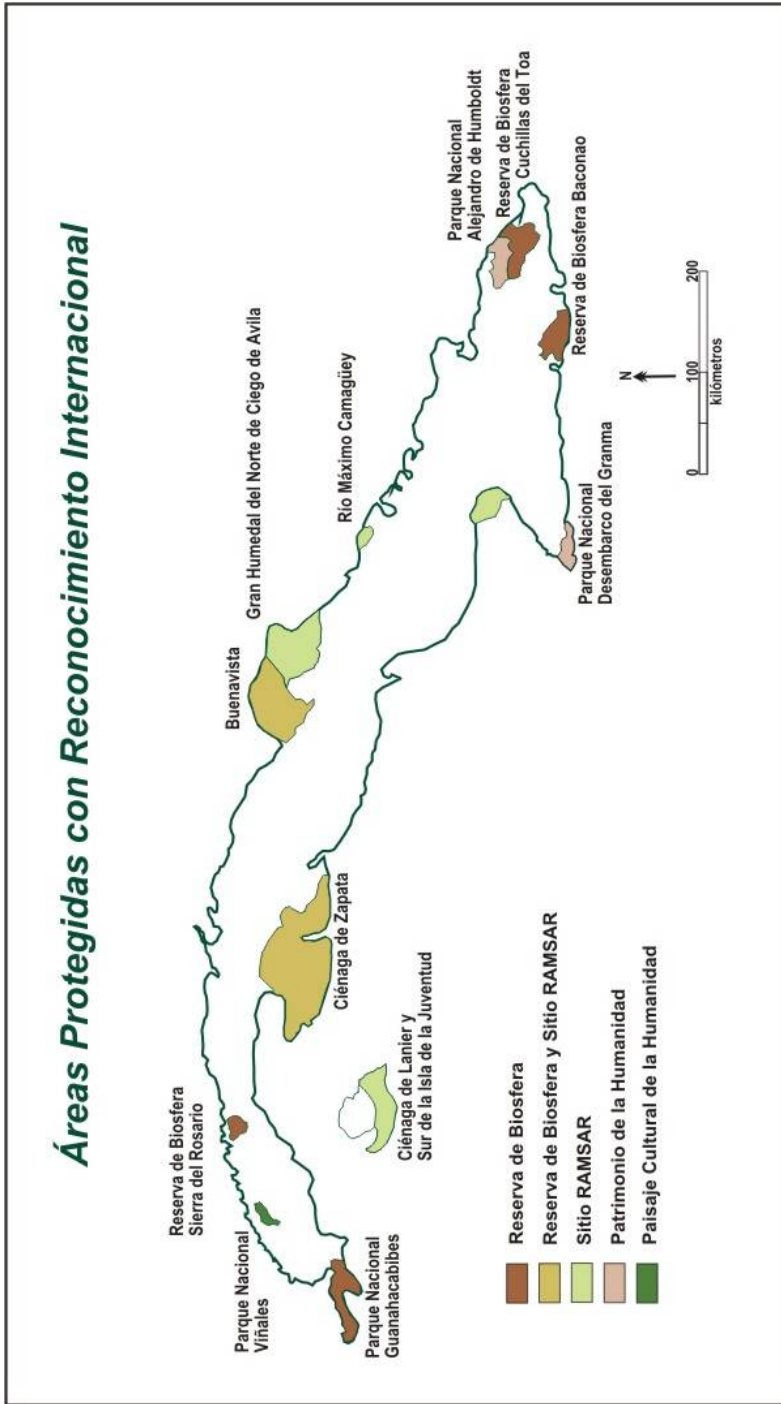 Áreas Protegidas con Reconocimiento Internacional
Reserva de Biosfera
Sierra del Rosario
Parque Nacional
Viñales
Parque Nacional
Guanahacabibes
Ciénaga de Lanier y
Sur de la Isla de la Juventud
Ciénaga de Zapata
Buenavista
Gran Humedal del Norte de Ciego de Avila
Río Máximo Camagüey
Parque Nacional
Alejandro de Humboldt
Reserva de Biosfera
Cuchillas del Toa
Reserva de Biosfera Baconao
Parque Nacional
Desembarco del Granma
N
0 100 200
kilómetros
Reserva de Biosfera
Reserva de Biosfera y Sitio RAMSAR
Sitio RAMSAR
Patrimonio de la Humanidad
Paisaje Cultural de la Humanidad